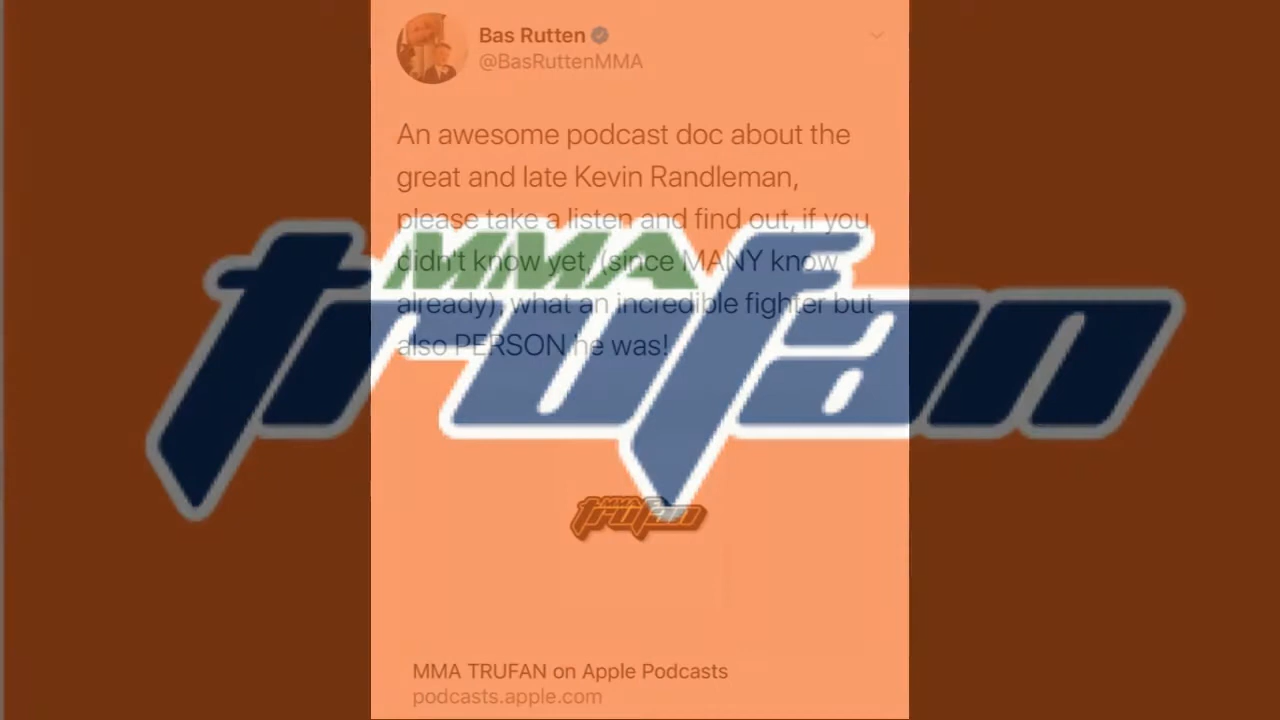 Bas Rutten
@BasRuttenMMA
An awesome podcast doc about the
great and late Kevin Randleman,
please take a listen and find out, if you
didn't know yet, (since MANY know
already), what an incredible fighter but
also PERSON he was!
MMA
trufan
MMA
trufan
MMA TRUFAN on Apple Podcasts
podcasts.apple.com